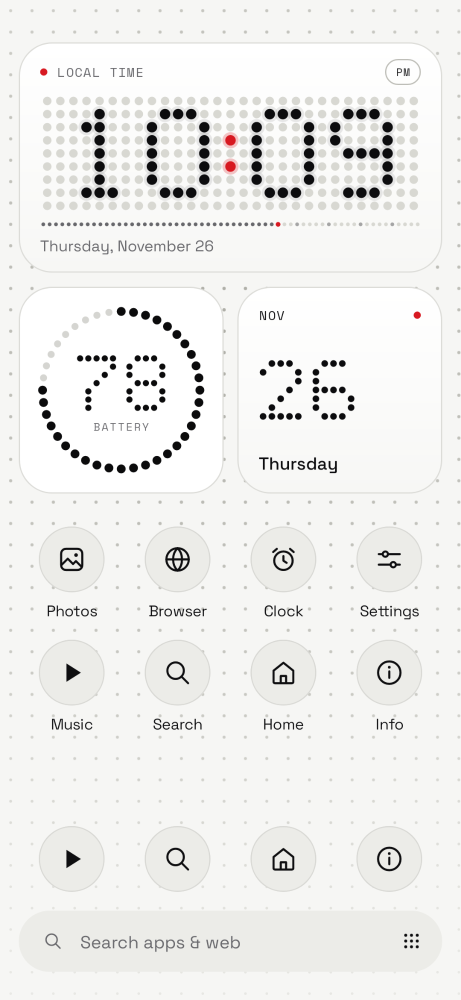 LOCAL TIME PM
10:09
Thursday, November 26
78
BATTERY
NOV
26
Thursday
Photos Browser Clock Settings
Music Search Home Info
Search apps & web